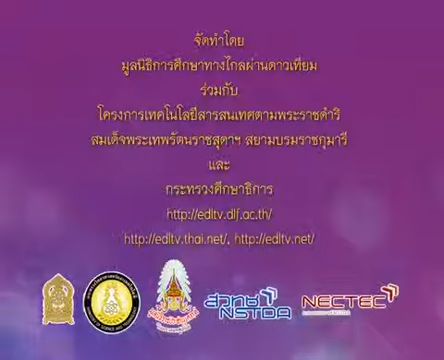 จัดทำโดย
มูลนิธิการศึกษาทางไกลผ่านดาวเทียม
ร่วมกับ
โครงการเทคโนโลยีสารสนเทศตามพระราชดำริ
สมเด็จพระเทพรัตนราชสุดาฯ สยามบรมราชกุมารี
และ
กระทรวงศึกษาธิการ
http://edltv.dlf.ac.th/
http://edltv.thai.net/, http://edltv.net/
สวทช
NSTDA
NECTEC